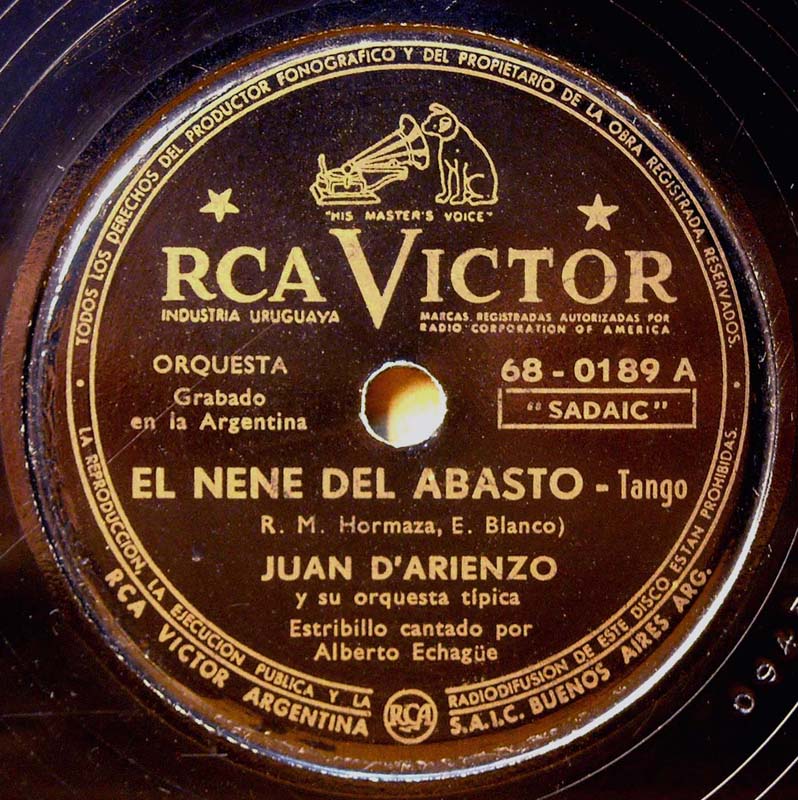 TODOS LOS DERECHOS DEL PRODUCTOR FONOGRAFICO Y DEL PROPIETARIO DE LA OBRA REGISTRADA, RESERVADOS.
"HIS MASTER'S VOICE"
RCA VICTOR
INDUSTRIA URUGUAYA
MARCAS REGISTRADAS AUTORIZADAS POR
RADIO CORPORATION OF AMERICA
ORQUESTA
Grabado
en la Argentina
68-0189 A
"SADAIC"
EL NENE DEL ABASTO - Tango
R. M. Hormaza, E. Blanco)
JUAN D'ARIENZO
y su orquesta típica
Estribillo cantado por
Alberto Echagüe
LA REPRODUCCION, LA EJECUCION PUBLICA Y LA RADIODIFUSION DE ESTE DISCO ESTAN PROHIBIDAS.
RCA VICTOR ARGENTINA RCA S.A.I.C. BUENOS AIRES ARG.